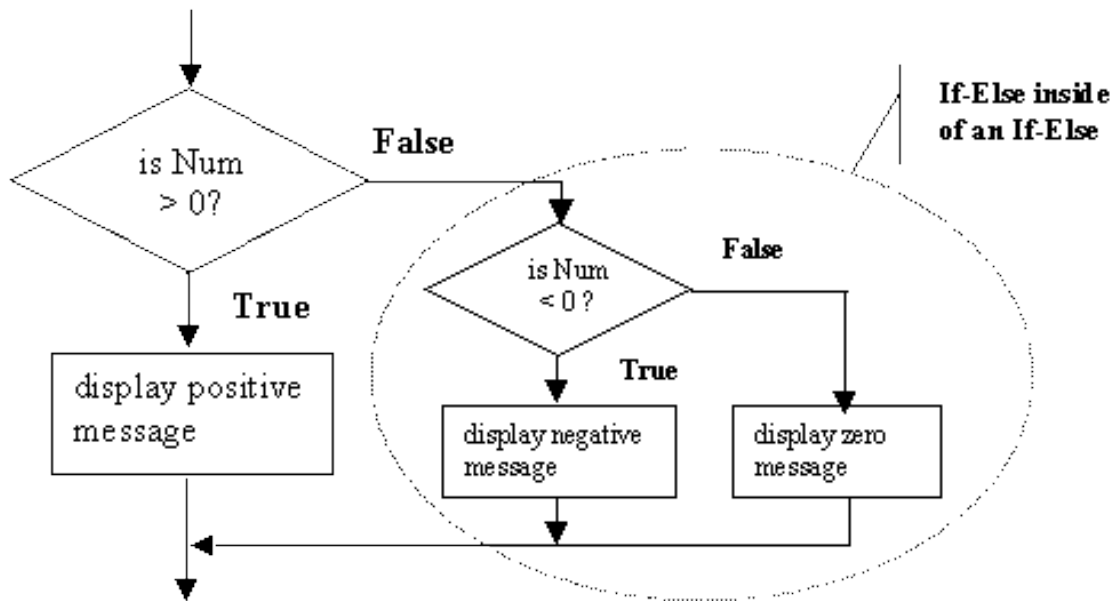 If-Else inside
of an If-Else
False
is Num
> 0?
False
is Num
< 0 ?
True
True
display positive
message
display negative
message
display zero
message